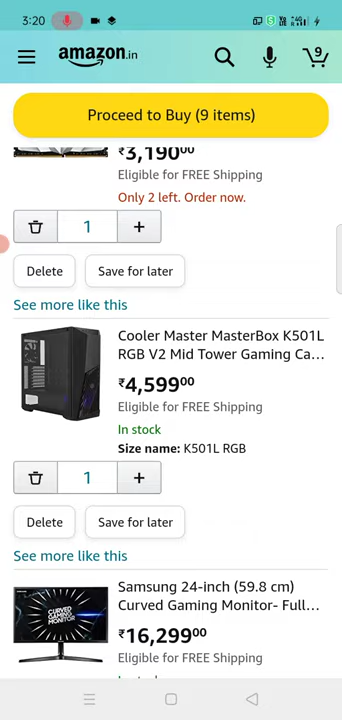 3:20
amazon.in
9
Proceed to Buy (9 items)
₹3,19000
Eligible for FREE Shipping
Only 2 left. Order now.
1 +
Delete Save for later
See more like this
Cooler Master MasterBox K501L
RGB V2 Mid Tower Gaming Ca...
₹4,59900
Eligible for FREE Shipping
In stock
Size name: K501L RGB
1 +
Delete Save for later
See more like this
Samsung 24-inch (59.8 cm)
Curved Gaming Monitor- Full...
CURVED
GAMING
MONITOR
₹16,29900
Eligible for FREE Shipping